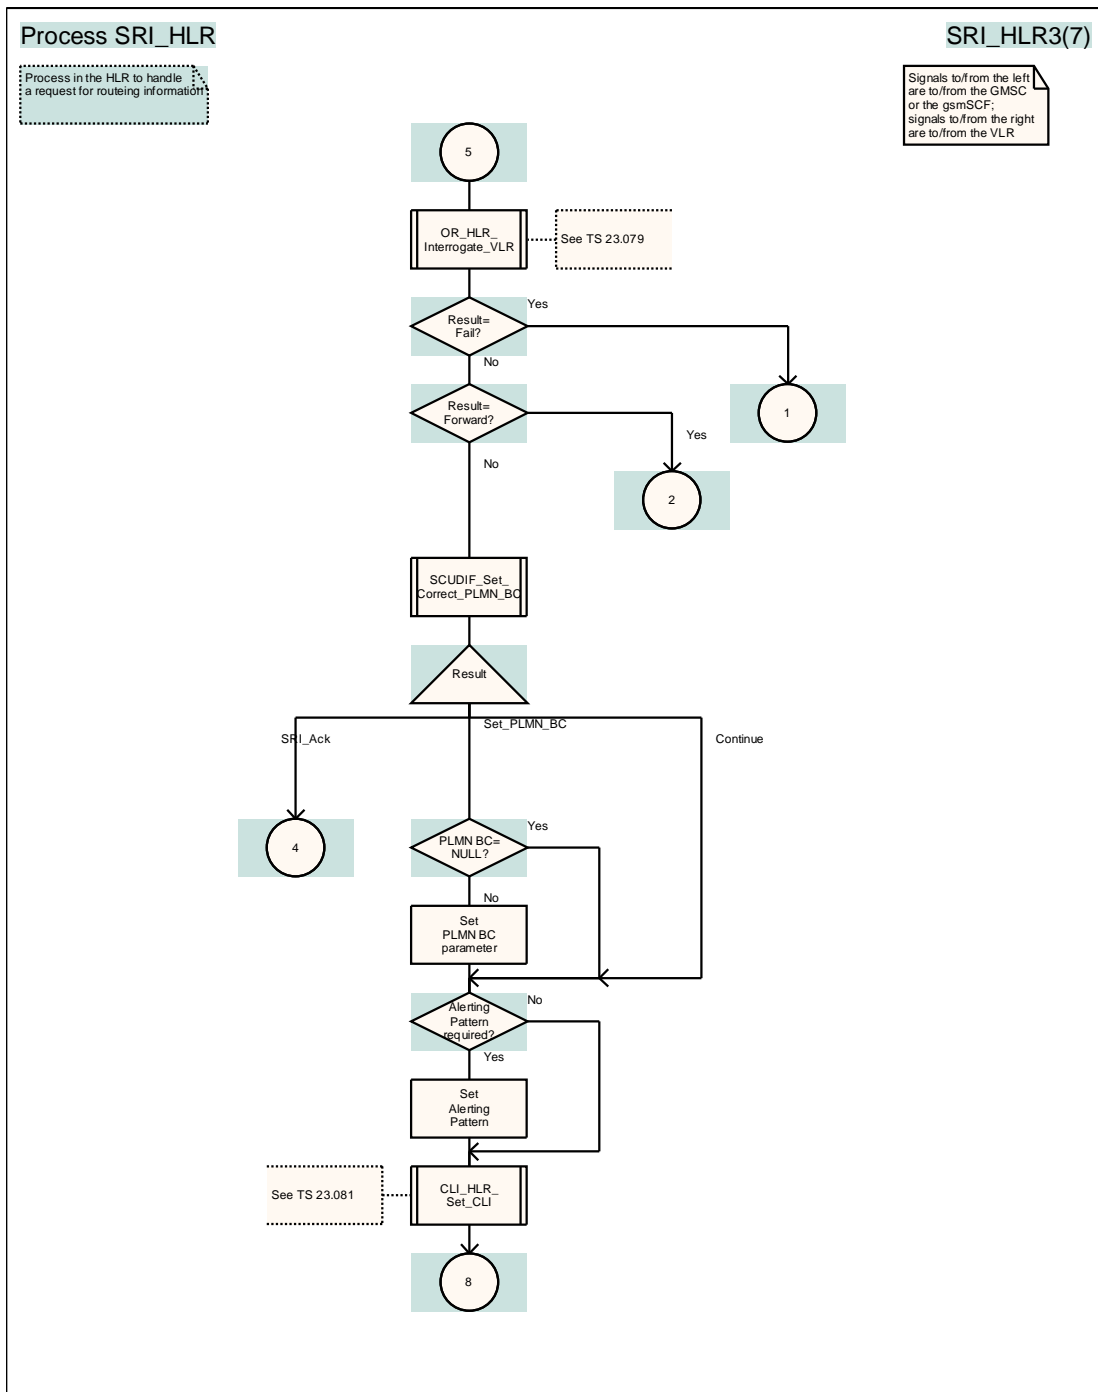 Process SRI_HLR
SRI_HLR3(7)
Process in the HLR to handle
a request for routeing information
Signals to/from the left
are to/from the GMSC
or the gsmSCF;
signals to/from the right
are to/from the VLR
5
OR_HLR_
Interrogate_VLR
See TS 23.079
Yes
Result=
Fail?
No
1
Result=
Forward?
Yes
No
2
SCUDIF_Set_
Correct_PLMN_BC
Result
Set_PLMN_BC
SRI_Ack
Continue
Yes
4
PLMN BC=
NULL?
No
Set
PLMN BC
parameter
No
Alerting
Pattern
required?
Yes
Set
Alerting
Pattern
See TS 23.081
CLI_HLR_
Set_CLI
8